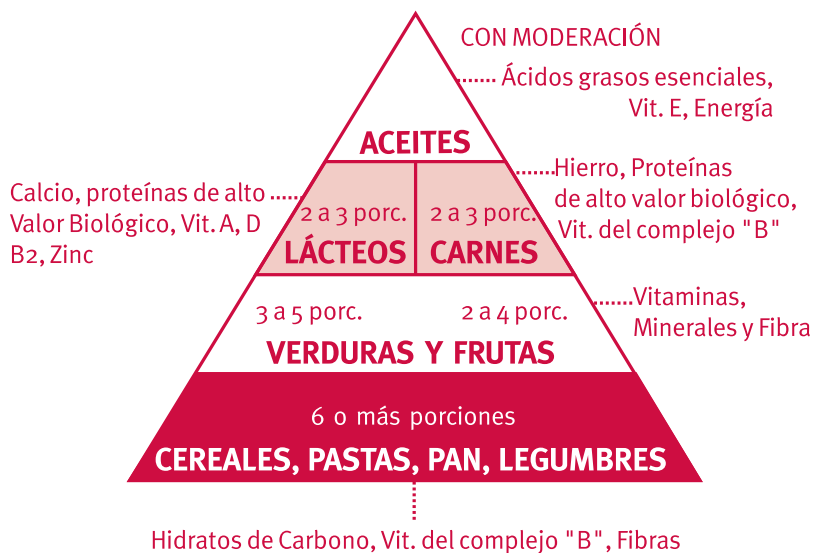 CON MODERACIÓN
Ácidos grasos esenciales,
Vit. E, Energía
ACEITES
Calcio, proteínas de alto
Valor Biológico, Vit. A, D
B2, Zinc
2 a 3 porc.
LÁCTEOS
2 a 3 porc.
CARNES
Hierro, Proteínas
de alto valor biológico,
Vit. del complejo "B"
3 a 5 porc.
2 a 4 porc.
VERDURAS Y FRUTAS
Vitaminas,
Minerales y Fibra
6 o más porciones
CEREALES, PASTAS, PAN, LEGUMBRES
Hidratos de Carbono, Vit. del complejo "B", Fibras